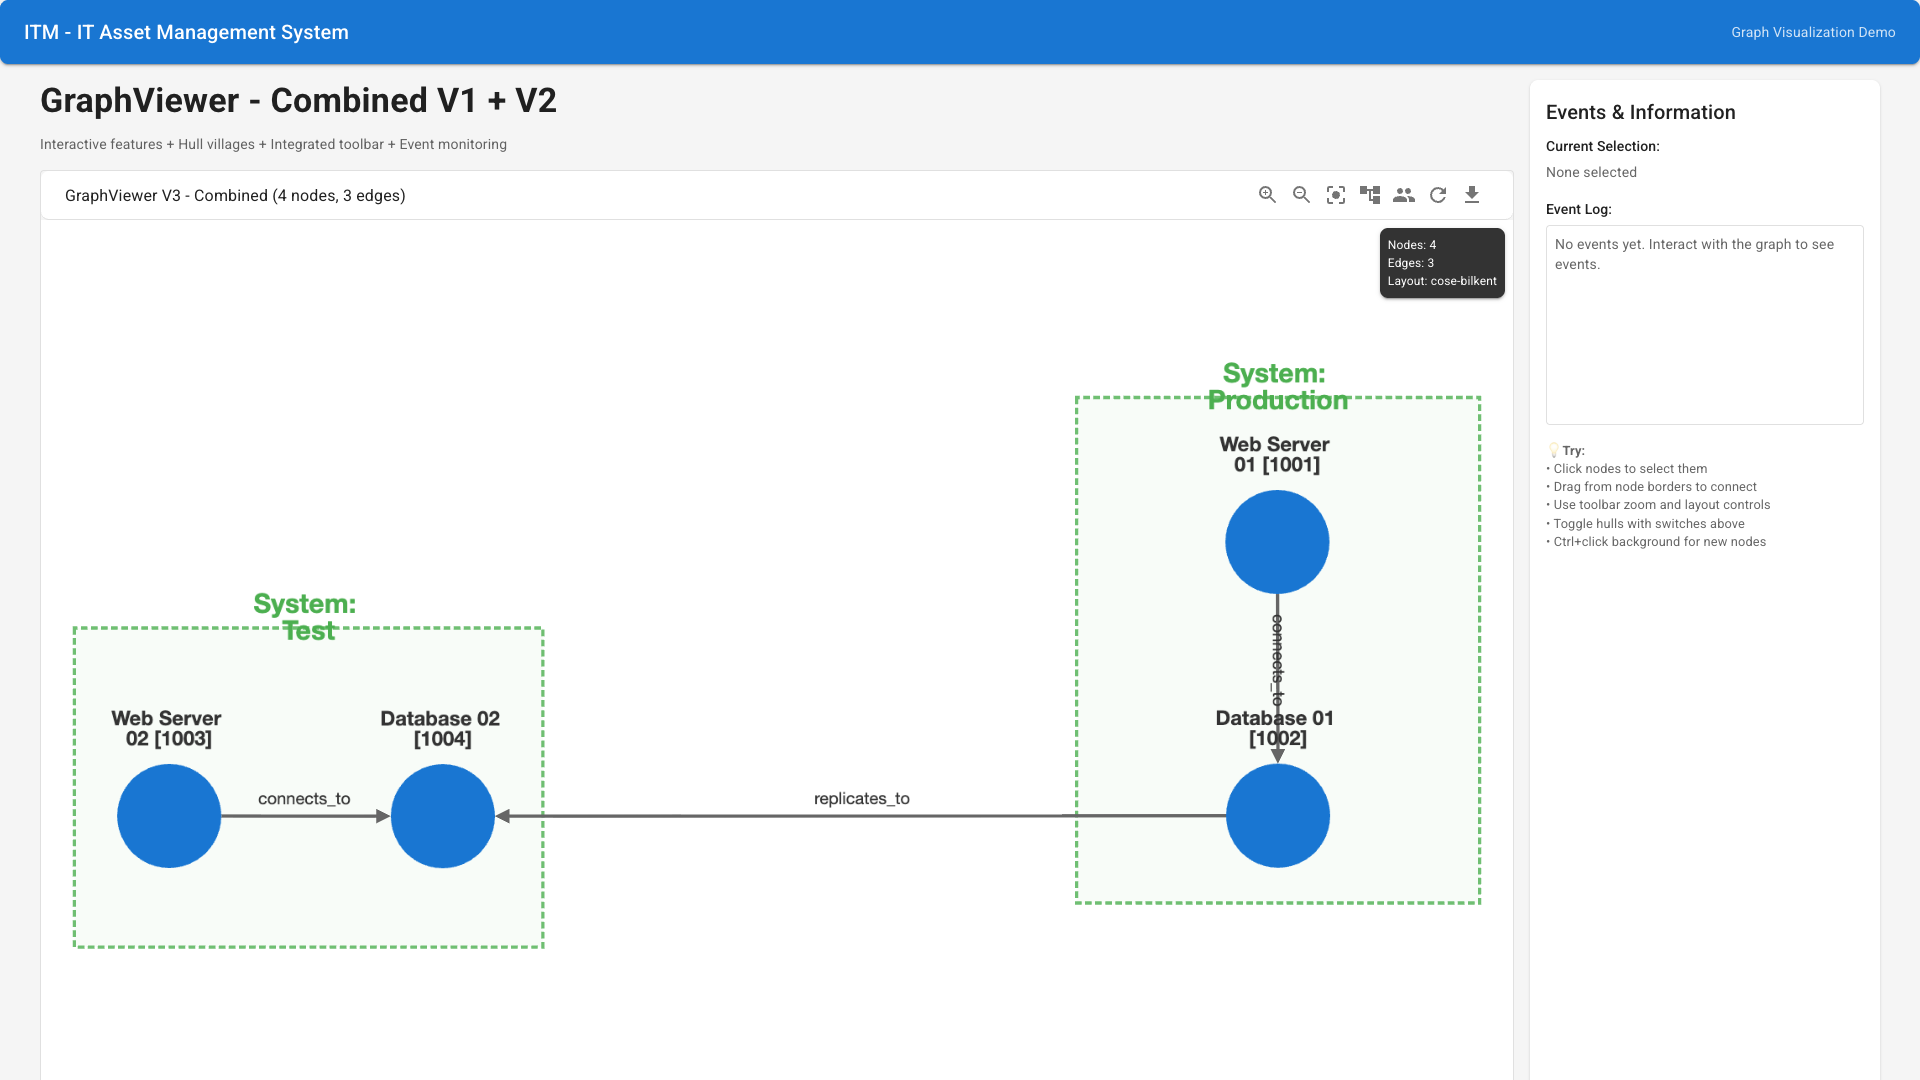 ITM - IT Asset Management System
Graph Visualization Demo
GraphViewer - Combined V1 + V2
Interactive features + Hull villages + Integrated toolbar + Event monitoring
GraphViewer V3 - Combined (4 nodes, 3 edges)
Nodes: 4
Edges: 3
Layout: cose-bilkent
System:
Production
Web Server
01 [1001]
connects_to
Database 01
[1002]
System:
Test
Web Server
02 [1003]
Database 02
[1004]
connects_to
replicates_to
Events & Information
Current Selection:
None selected
Event Log:
No events yet. Interact with the graph to see
events.
💡 Try:
• Click nodes to select them
• Drag from node borders to connect
• Use toolbar zoom and layout controls
• Toggle hulls with switches above
• Ctrl+click background for new nodes